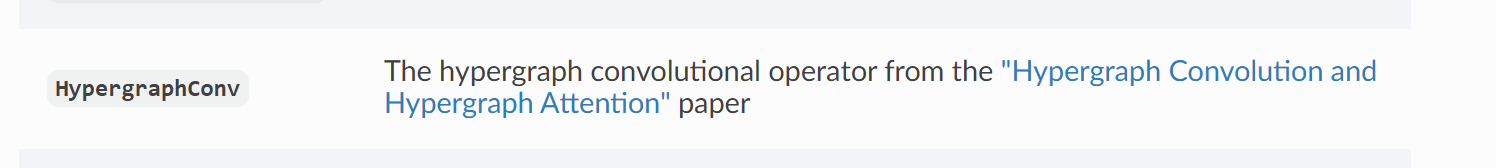 HypergraphConv
The hypergraph convolutional operator from the "Hypergraph Convolution and
Hypergraph Attention" paper